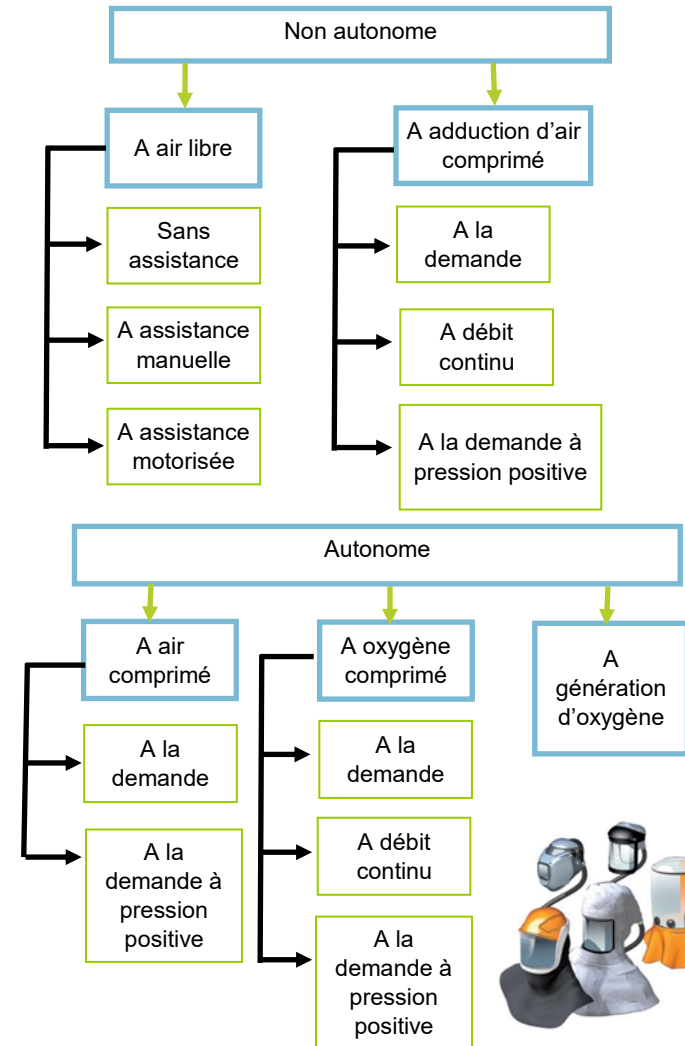 Non autonome
A air libre
Sans
assistance
A assistance
manuelle
A assistance
motorisée
A adduction d’air
comprimé
A la
demande
A débit
continu
A la demande à
pression positive
Autonome
A air
comprimé
A la
demande
A la
demande à
pression
positive
A oxygène
comprimé
A la
demande
A débit
continu
A la
demande à
pression
positive
A
génération
d’oxygène